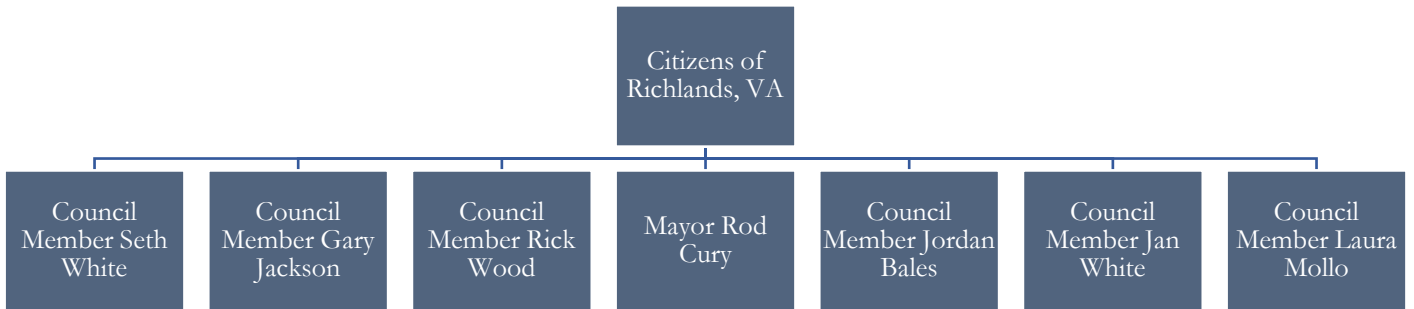 Citizens of
Richlands, VA
Council
Member Seth
White
Council
Member Gary
Jackson
Council
Member Rick
Wood
Mayor Rod
Cury
Council
Member Jordan
Bales
Council
Member Jan
White
Council
Member Laura
Mollo